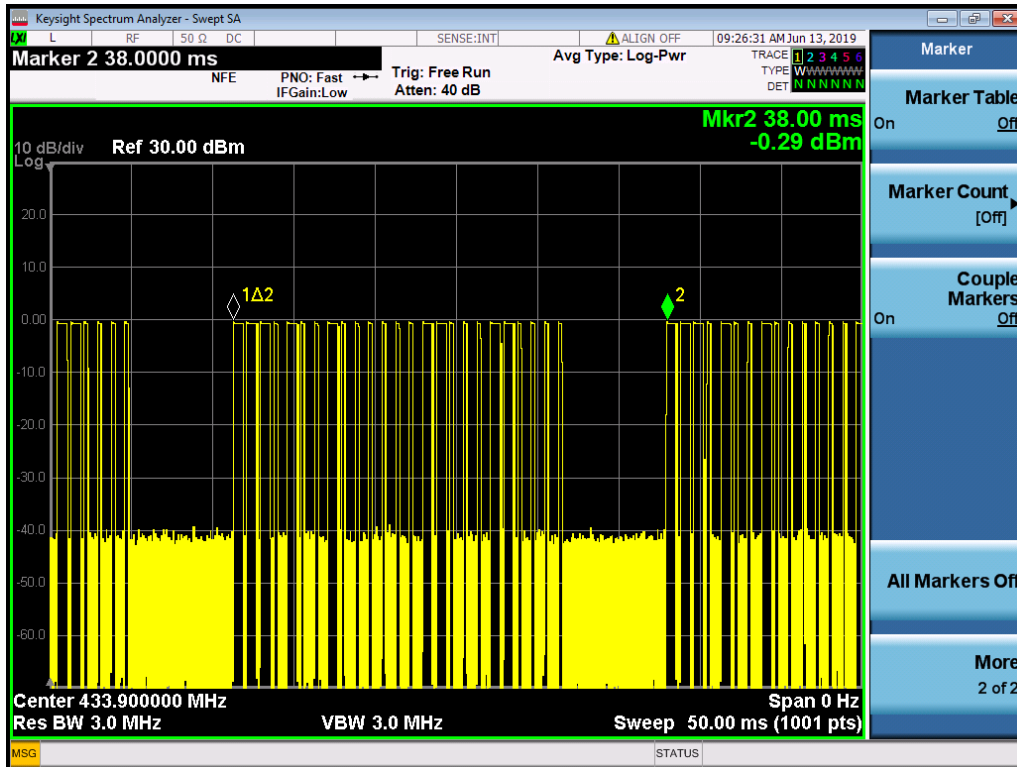 Keysight Spectrum Analyzer - Swept SA
LXI L RF 50 Ω DC SENSE:INT ALIGN OFF 09:26:31 AM Jun 13, 2019
Marker 2 38.0000 ms
NFE
PNO: Fast
IFGain:Low
Trig: Free Run
Atten: 40 dB
Avg Type: Log-Pwr
TRACE 1 2 3 4 5 6
TYPE WWWWWW
DET N N N N N N
Mkr2 38.00 ms
-0.29 dBm
10 dB/div Ref 30.00 dBm
Log
20.0
10.0
1Δ2
2
0.00
-10.0
-20.0
-30.0
-40.0
-50.0
-60.0
Center 433.900000 MHz Span 0 Hz
Res BW 3.0 MHz VBW 3.0 MHz Sweep 50.00 ms (1001 pts)
MSG STATUS
Marker
Marker Table
On Off
Marker Count
[Off]
Couple
Markers
On Off
All Markers Off
More
2 of 2